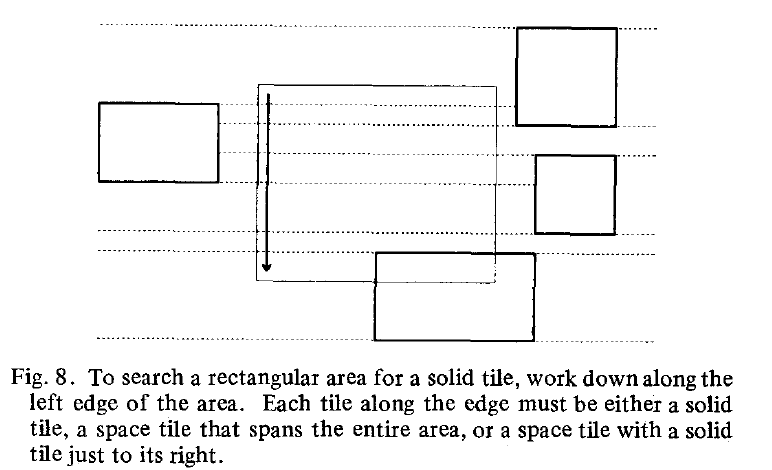 Fig. 8. To search a rectangular area for a solid tile, work down along the
left edge of the area. Each tile along the edge must be either a solid
tile, a space tile that spans the entire area, or a space tile with a solid
tile just to its right.